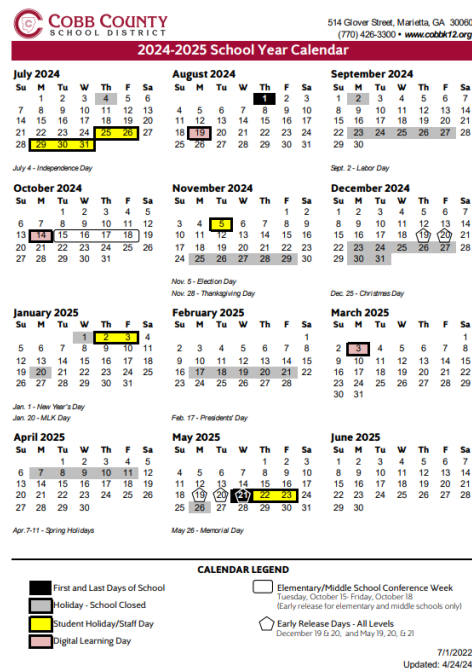 COBB COUNTY
SCHOOL DISTRICT
514 Glover Street, Marietta, GA 30060
(770) 426-3300 • www.cobbk12.org
2024-2025 School Year Calendar
July 2024
Su M Tu W Th F Sa
1 2 3 4 5 6
7 8 9 10 11 12 13
14 15 16 17 18 19 20
21 22 23 24 25 26 27
28 29 30 31
July 4 - Independence Day
August 2024
Su M Tu W Th F Sa
1 2 3
4 5 6 7 8 9 10
11 12 13 14 15 16 17
18 19 20 21 22 23 24
25 26 27 28 29 30 31
September 2024
Su M Tu W Th F Sa
1 2 3 4 5 6 7
8 9 10 11 12 13 14
15 16 17 18 19 20 21
22 23 24 25 26 27 28
29 30
Sept. 2 - Labor Day
October 2024
Su M Tu W Th F Sa
1 2 3 4 5
6 7 8 9 10 11 12
13 14 15 16 17 18 19
20 21 22 23 24 25 26
27 28 29 30 31
November 2024
Su M Tu W Th F Sa
1 2
3 4 5 6 7 8 9
10 11 12 13 14 15 16
17 18 19 20 21 22 23
24 25 26 27 28 29 30
Nov. 5 - Election Day
Nov. 28 - Thanksgiving Day
December 2024
Su M Tu W Th F Sa
1 2 3 4 5 6 7
8 9 10 11 12 13 14
15 16 17 18 19 20 21
22 23 24 25 26 27 28
29 30 31
Dec. 25 - Christmas Day
January 2025
Su M Tu W Th F Sa
1 2 3 4
5 6 7 8 9 10 11
12 13 14 15 16 17 18
19 20 21 22 23 24 25
26 27 28 29 30 31
Jan. 1 - New Year's Day
Jan. 20 - MLK Day
February 2025
Su M Tu W Th F Sa
1
2 3 4 5 6 7 8
9 10 11 12 13 14 15
16 17 18 19 20 21 22
23 24 25 26 27 28
Feb. 17 - Presidents' Day
March 2025
Su M Tu W Th F Sa
1
2 3 4 5 6 7 8
9 10 11 12 13 14 15
16 17 18 19 20 21 22
23 24 25 26 27 28 29
30 31
April 2025
Su M Tu W Th F Sa
1 2 3 4 5
6 7 8 9 10 11 12
13 14 15 16 17 18 19
20 21 22 23 24 25 26
27 28 29 30
Apr.7-11 - Spring Holidays
May 2025
Su M Tu W Th F Sa
1 2 3
4 5 6 7 8 9 10
11 12 13 14 15 16 17
18 19 20 21 22 23 24
25 26 27 28 29 30 31
May 26 - Memorial Day
June 2025
Su M Tu W Th F Sa
1 2 3 4 5 6 7
8 9 10 11 12 13 14
15 16 17 18 19 20 21
22 23 24 25 26 27 28
29 30
CALENDAR LEGEND
First and Last Days of School
Holiday - School Closed
Student Holiday/Staff Day
Digital Learning Day
Elementary/Middle School Conference Week
Tuesday, October 15- Friday, October 18
(Early release for elementary and middle schools only)
Early Release Days - All Levels
December 19 & 20, and May 19, 20, & 21
7/1/2022
Updated: 4/24/24